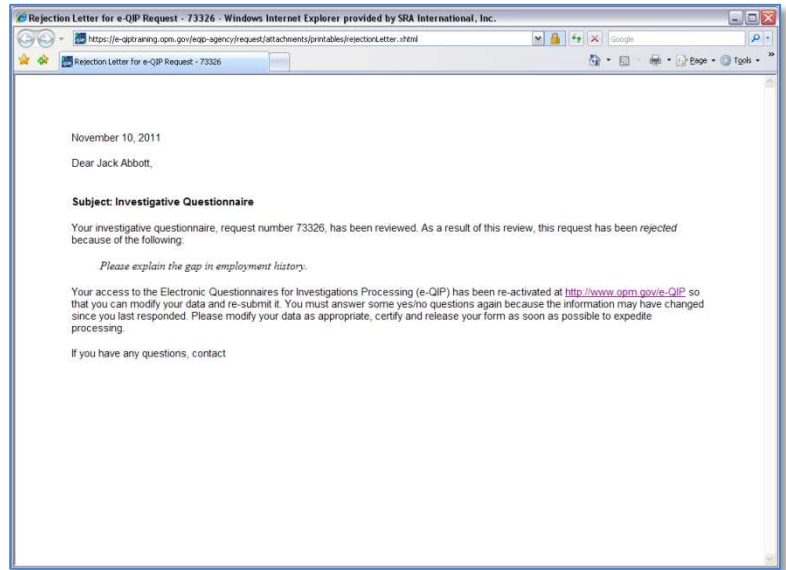 Rejection Letter for e-QIP Request - 73326 - Windows Internet Explorer provided by SRA International, Inc.
https://e-qiptraining.opm.gov/eqip-agency/request/attachments/printables/rejectionLetter.xhtml
Google
Rejection Letter for e-QIP Request - 73326
Page
Tools
November 10, 2011
Dear Jack Abbott,
Subject: Investigative Questionnaire
Your investigative questionnaire, request number 73326, has been reviewed. As a result of this review, this request has been rejected
because of the following:
Please explain the gap in employment history.
Your access to the Electronic Questionnaires for Investigations Processing (e-QIP) has been re-activated at http://www.opm.gov/e-QIP so
that you can modify your data and re-submit it. You must answer some yes/no questions again because the information may have changed
since you last responded. Please modify your data as appropriate, certify and release your form as soon as possible to expedite
processing.
If you have any questions, contact